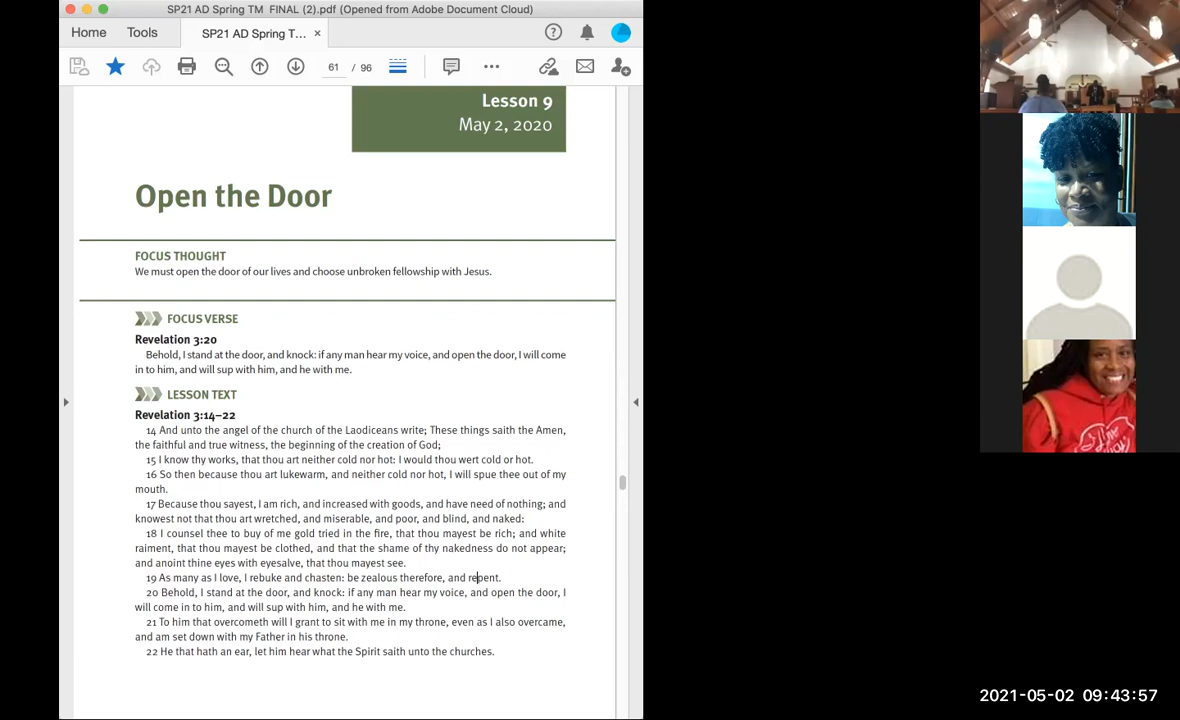 SP21 AD Spring TM  FINAL (2).pdf (Opened from Adobe Document Cloud)
Home Tools SP21 AD Spring T... ×
61 / 96
Lesson 9
May 2, 2020
Open the Door
FOCUS THOUGHT
We must open the door of our lives and choose unbroken fellowship with Jesus.
FOCUS VERSE
Revelation 3:20
Behold, I stand at the door, and knock: if any man hear my voice, and open the door, I will come
in to him, and will sup with him, and he with me.
LESSON TEXT
Revelation 3:14–22
14 And unto the angel of the church of the Laodiceans write; These things saith the Amen,
the faithful and true witness, the beginning of the creation of God;
15 I know thy works, that thou art neither cold nor hot: I would thou wert cold or hot.
16 So then because thou art lukewarm, and neither cold nor hot, I will spue thee out of my
mouth.
17 Because thou sayest, I am rich, and increased with goods, and have need of nothing; and
knowest not that thou art wretched, and miserable, and poor, and blind, and naked:
18 I counsel thee to buy of me gold tried in the fire, that thou mayest be rich; and white
raiment, that thou mayest be clothed, and that the shame of thy nakedness do not appear;
and anoint thine eyes with eyesalve, that thou mayest see.
19 As many as I love, I rebuke and chasten: be zealous therefore, and repent.
20 Behold, I stand at the door, and knock: if any man hear my voice, and open the door, I
will come in to him, and will sup with him, and he with me.
21 To him that overcometh will I grant to sit with me in my throne, even as I also overcame,
and am set down with my Father in his throne.
22 He that hath an ear, let him hear what the Spirit saith unto the churches.
2021-05-02 09:43:57